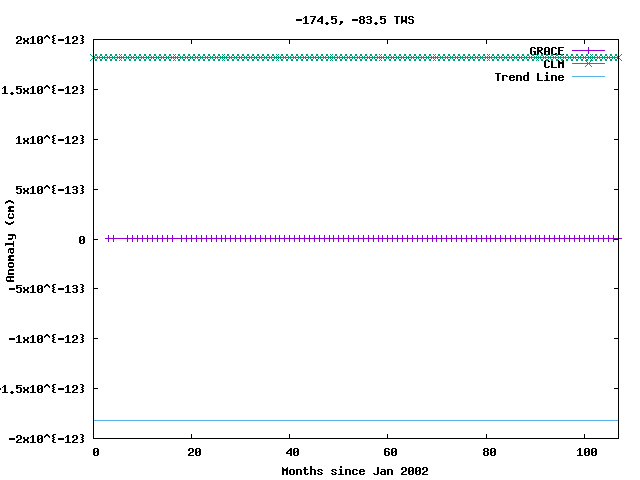 -174.5, -83.5 TWS
2x10^{-12}
1.5x10^{-12}
1x10^{-12}
5x10^{-13}
0
-5x10^{-13}
-1x10^{-12}
-1.5x10^{-12}
-2x10^{-12}
Anomaly (cm)
GRACE
CLM
Trend Line
0 20 40 60 80 100
Months since Jan 2002